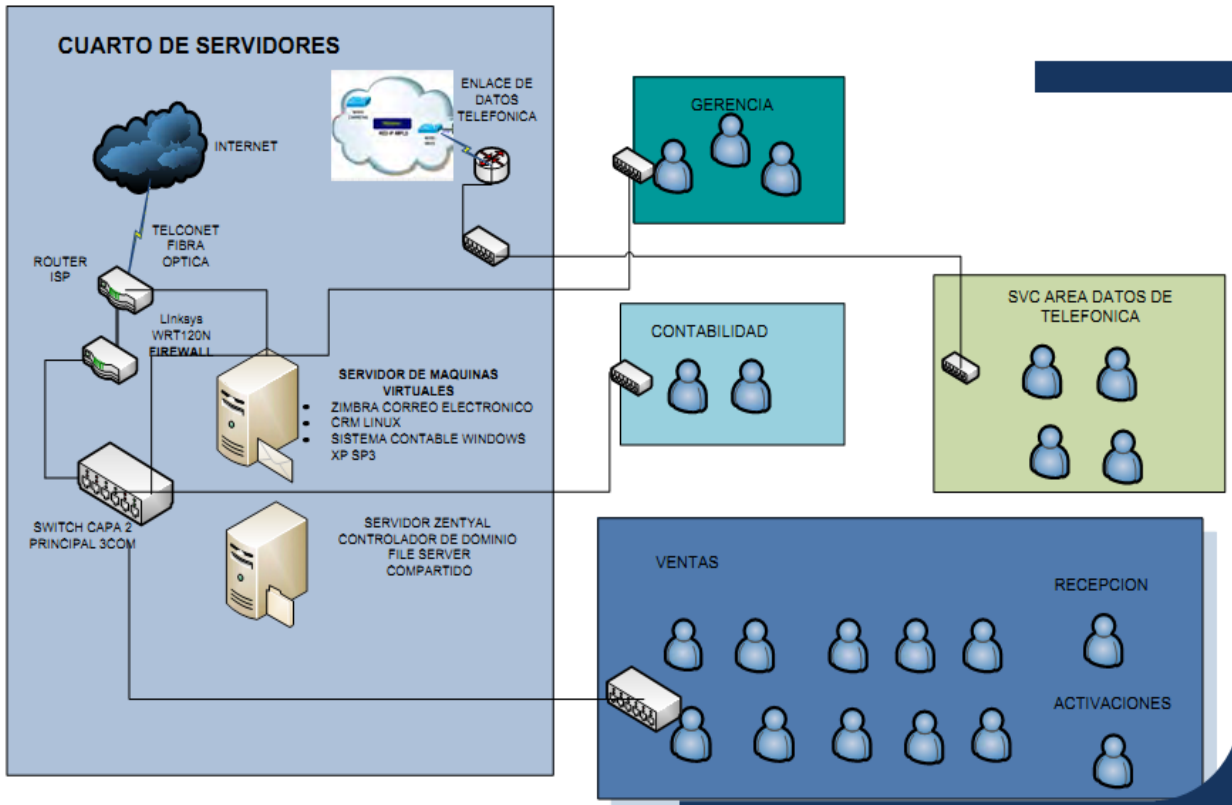 CUARTO DE SERVIDORES
ENLACE DE
DATOS
TELEFONICA
INTERNET
TELCONET
FIBRA
OPTICA
ROUTER
ISP
LInksys
WRT120N
FIREWALL
SERVIDOR DE MAQUINAS
VIRTUALES
• ZIMBRA CORREO ELECTRONICO
• CRM LINUX
• SISTEMA CONTABLE WINDOWS
XP SP3
SWITCH CAPA 2
PRINCIPAL 3COM
SERVIDOR ZENTYAL
CONTROLADOR DE DOMINIO
FILE SERVER
COMPARTIDO
GERENCIA
CONTABILIDAD
SVC AREA DATOS DE
TELEFONICA
VENTAS
RECEPCION
ACTIVACIONES